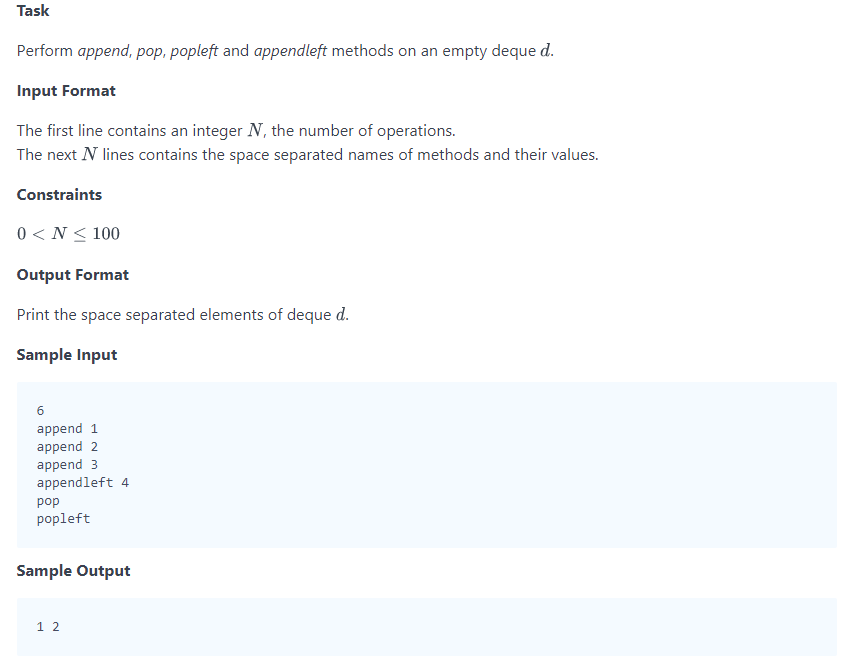 Task
Perform append, pop, popleft and appendleft methods on an empty deque d.
Input Format
The first line contains an integer N, the number of operations.
The next N lines contains the space separated names of methods and their values.
Constraints
0 < N ≤ 100
Output Format
Print the space separated elements of deque d.
Sample Input
6
append 1
append 2
append 3
appendleft 4
pop
popleft
Sample Output
1 2